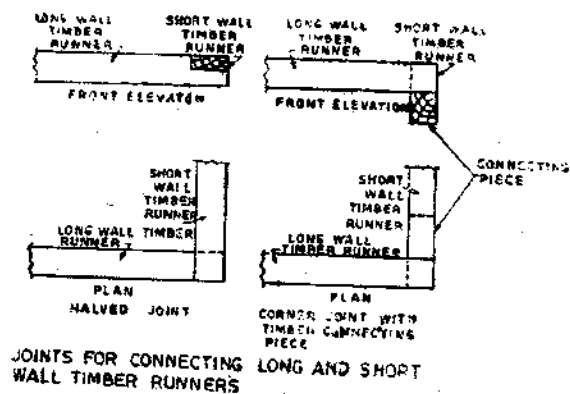 LONG WALL
TIMBER
RUNNER
SHORT WALL
TIMBER
RUNNER
FRONT ELEVATON
LONG WALL
TIMBER
RUNNER
SHORT WALL
TIMBER
RUNNER
FRONT ELEVATION
CONNECTING
PIECE
SHORT
WALL
TIMBER
RUNNER
LONG WALL TIMBER
RUNNER
PLAN
HALVED JOINT
SHORT
WALL
TIMBER
RUNNER
LONG WALL
TIMBER RUNNER
PLAN
CORNER JOINT WITH
TIMBER CONNECTING
PIECE
JOINTS FOR CONNECTING LONG AND SHORT
WALL TIMBER RUNNERS